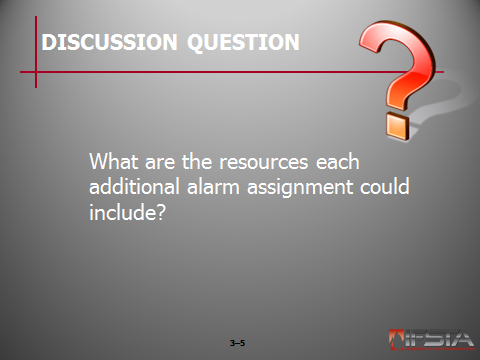 DISCUSSION QUESTION
What are the resources each
additional alarm assignment could
include?
3–5
IFSTA